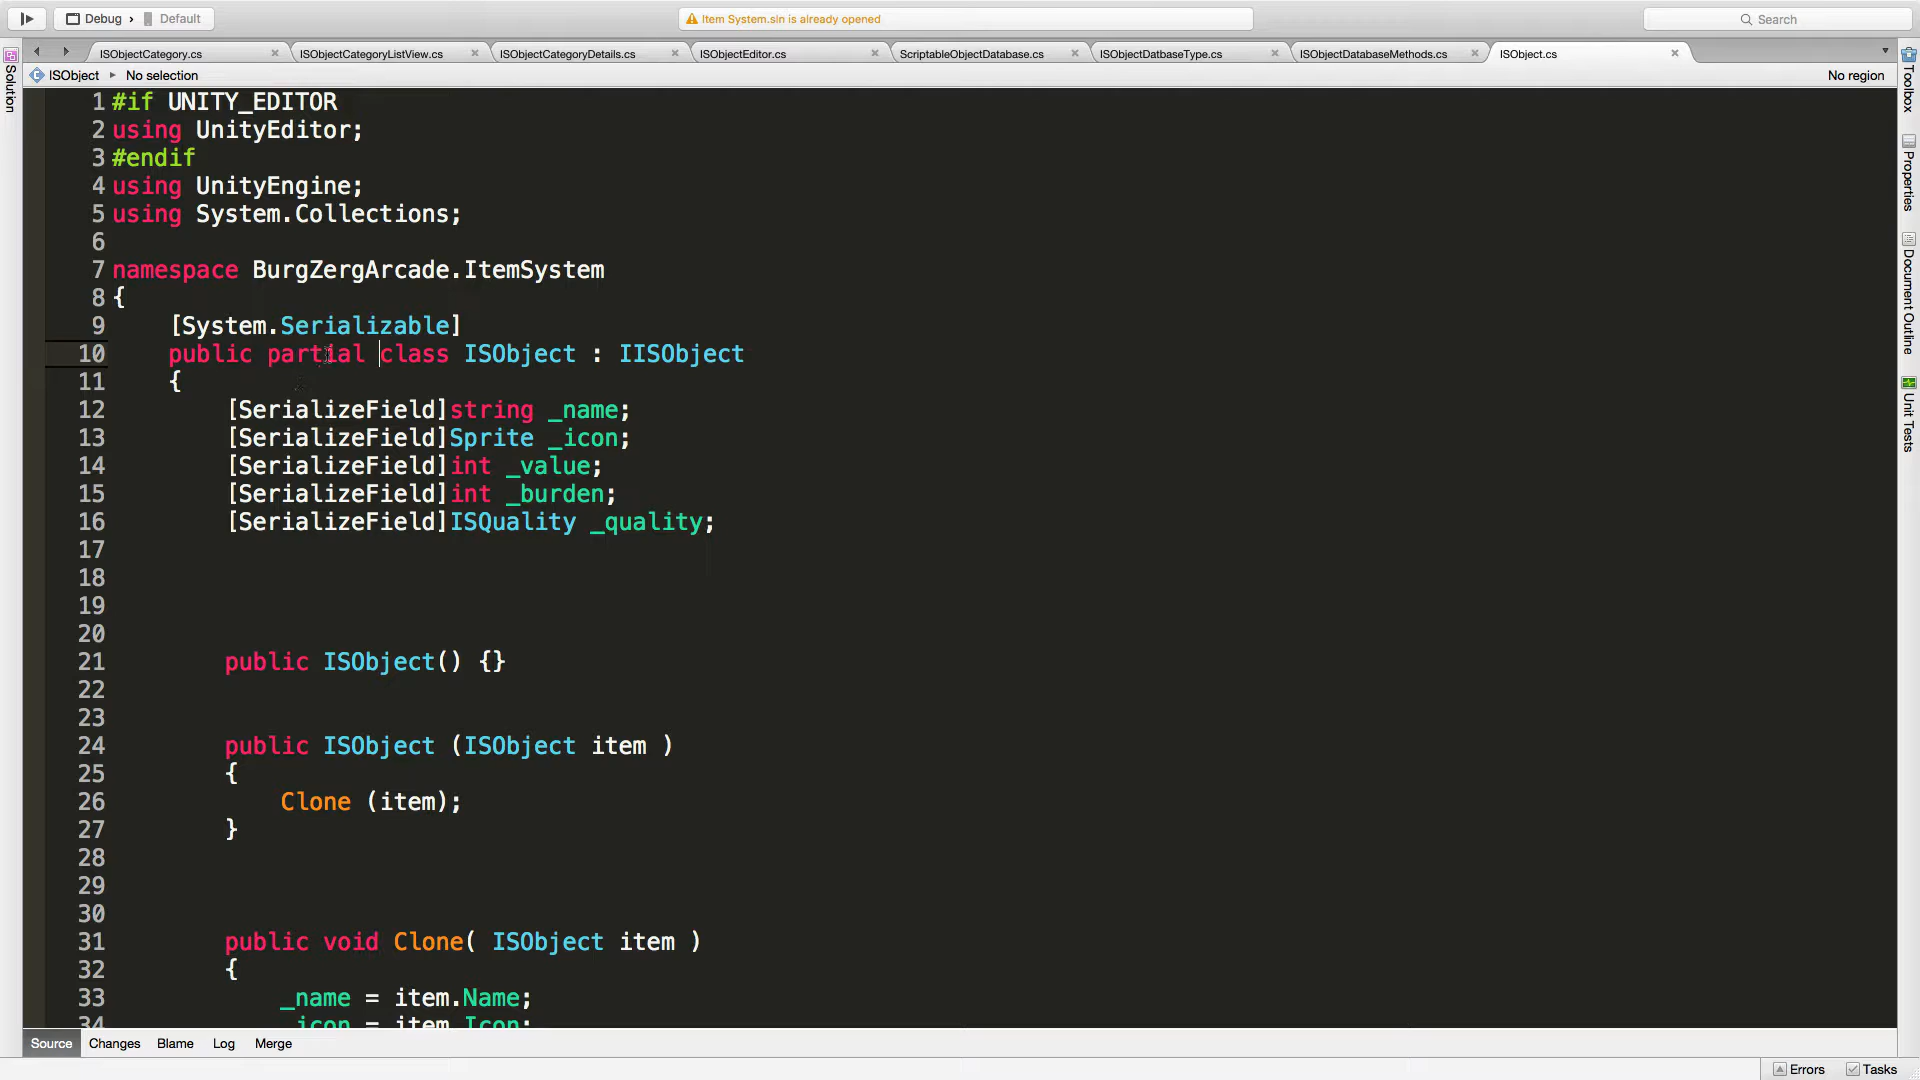 Debug › Default
Item System.sln is already opened
Search
ISObjectCategory.cs
ISObjectCategoryListView.cs
ISObjectCategoryDetails.cs
ISObjectEditor.cs
ScriptableObjectDatabase.cs
ISObjectDatbaseType.cs
ISObjectDatabaseMethods.cs
ISObject.cs
ISObject ▸ No selection
No region
Solution
1 #if UNITY_EDITOR
2 using UnityEditor;
3 #endif
4 using UnityEngine;
5 using System.Collections;
6
7 namespace BurgZergArcade.ItemSystem
8 {
9 [System.Serializable]
10 public partial class ISObject : IISObject
11 {
12 [SerializeField]string _name;
13 [SerializeField]Sprite _icon;
14 [SerializeField]int _value;
15 [SerializeField]int _burden;
16 [SerializeField]ISQuality _quality;
17
18
19
20
21 public ISObject() {}
22
23
24 public ISObject (ISObject item )
25 {
26 Clone (item);
27 }
28
29
30
31 public void Clone( ISObject item )
32 {
33 _name = item.Name;
34 _icon = item.Icon;
Toolbox
Properties
Document Outline
Unit Tests
Source
Changes
Blame
Log
Merge
Errors
Tasks